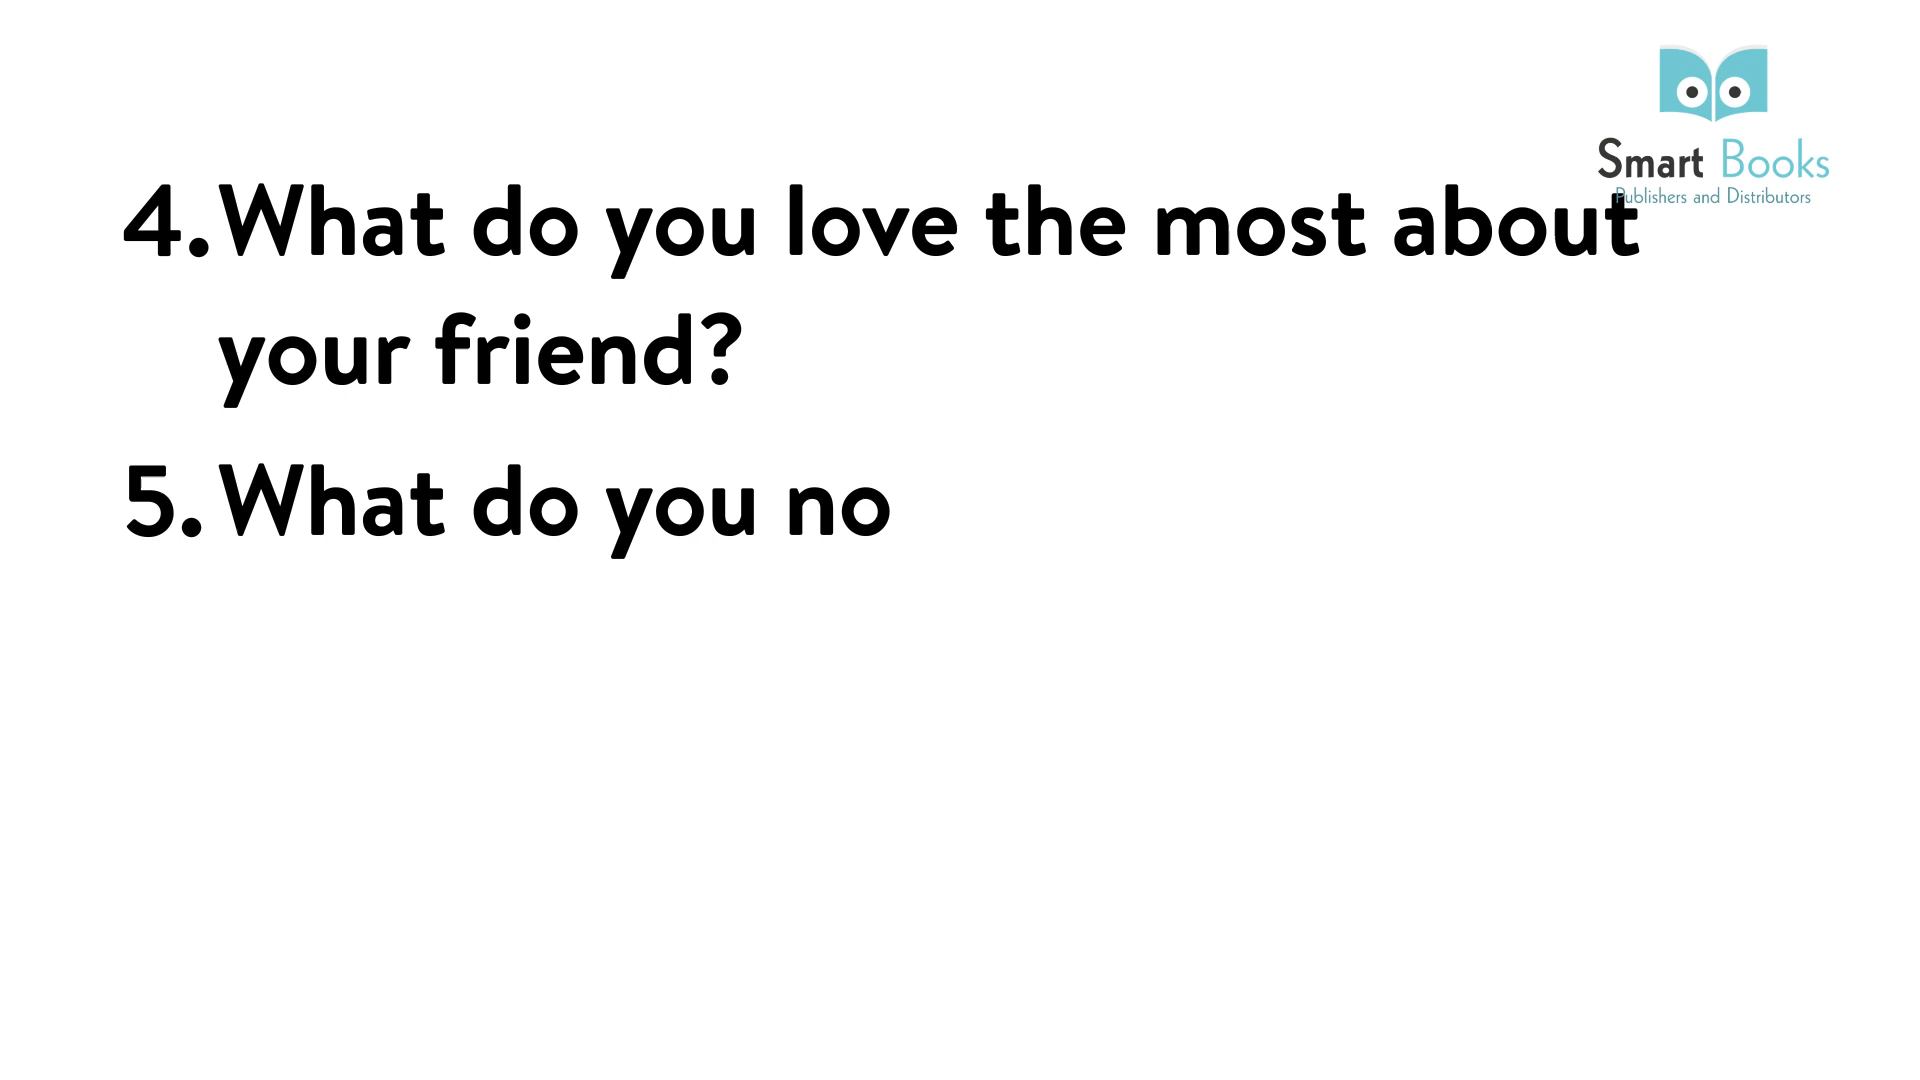 Smart Books
Publishers and Distributors
4. What do you love the most about
your friend?
5. What do you no